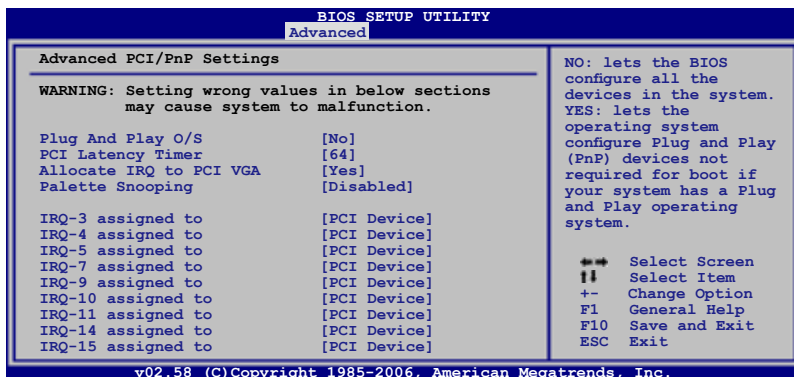 BIOS SETUP UTILITY
Advanced
Advanced PCI/PnP Settings
WARNING: Setting wrong values in below sections
may cause system to malfunction.
Plug And Play O/S [No]
PCI Latency Timer [64]
Allocate IRQ to PCI VGA [Yes]
Palette Snooping [Disabled]
IRQ-3 assigned to [PCI Device]
IRQ-4 assigned to [PCI Device]
IRQ-5 assigned to [PCI Device]
IRQ-7 assigned to [PCI Device]
IRQ-9 assigned to [PCI Device]
IRQ-10 assigned to [PCI Device]
IRQ-11 assigned to [PCI Device]
IRQ-14 assigned to [PCI Device]
IRQ-15 assigned to [PCI Device]
NO: lets the BIOS
configure all the
devices in the system.
YES: lets the
operating system
configure Plug and Play
(PnP) devices not
required for boot if
your system has a Plug
and Play operating
system.
Select Screen
Select Item
+- Change Option
F1 General Help
F10 Save and Exit
ESC Exit
v02.58 (C)Copyright 1985-2006, American Megatrends, Inc.